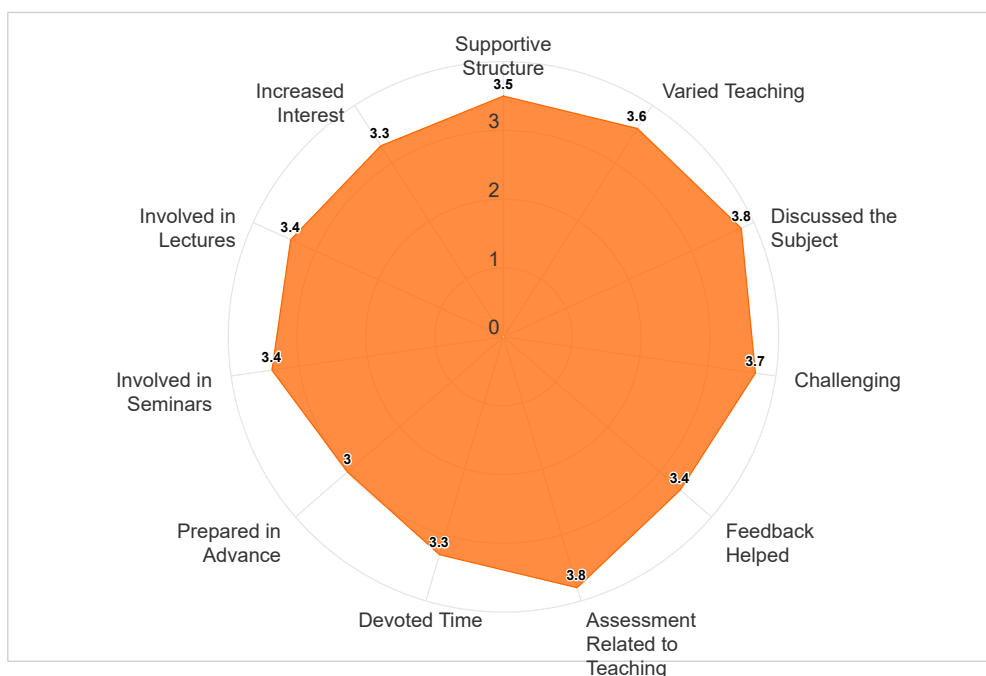 Supportive
Structure
3.5
Varied Teaching
3.6
Discussed the
Subject
3.8
Challenging
3.7
Feedback
Helped
3.4
Assessment
Related to
Teaching
3.8
Devoted Time
3.3
Prepared in
Advance
3
Involved in
Seminars
3.4
Involved in
Lectures
3.4
Increased
Interest
3.3
3
2
1
0